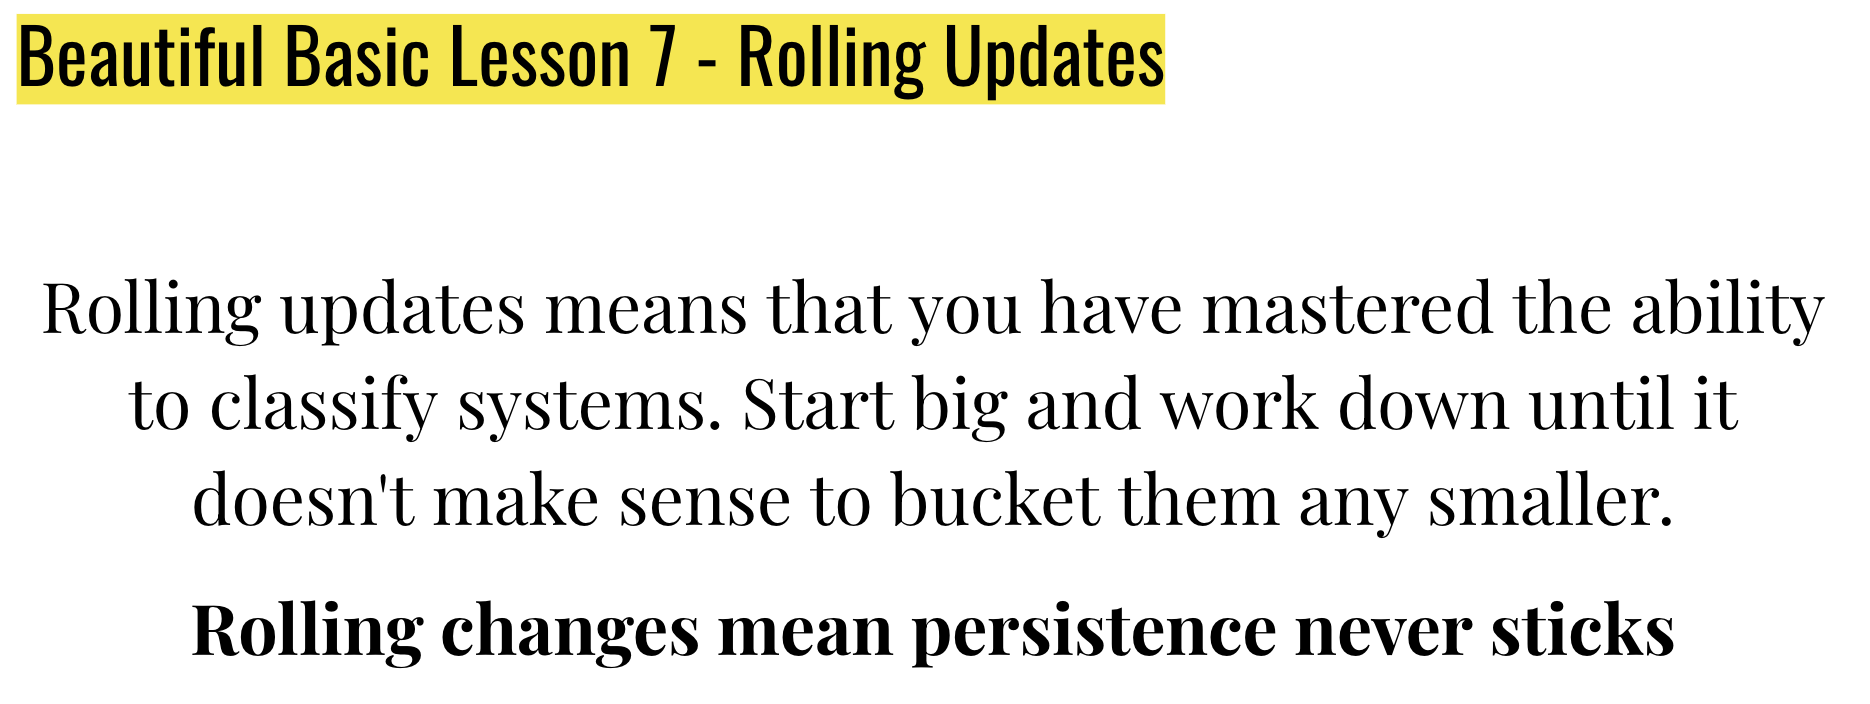 Beautiful Basic Lesson 7 - Rolling Updates
Rolling updates means that you have mastered the ability
to classify systems. Start big and work down until it
doesn't make sense to bucket them any smaller.
Rolling changes mean persistence never sticks